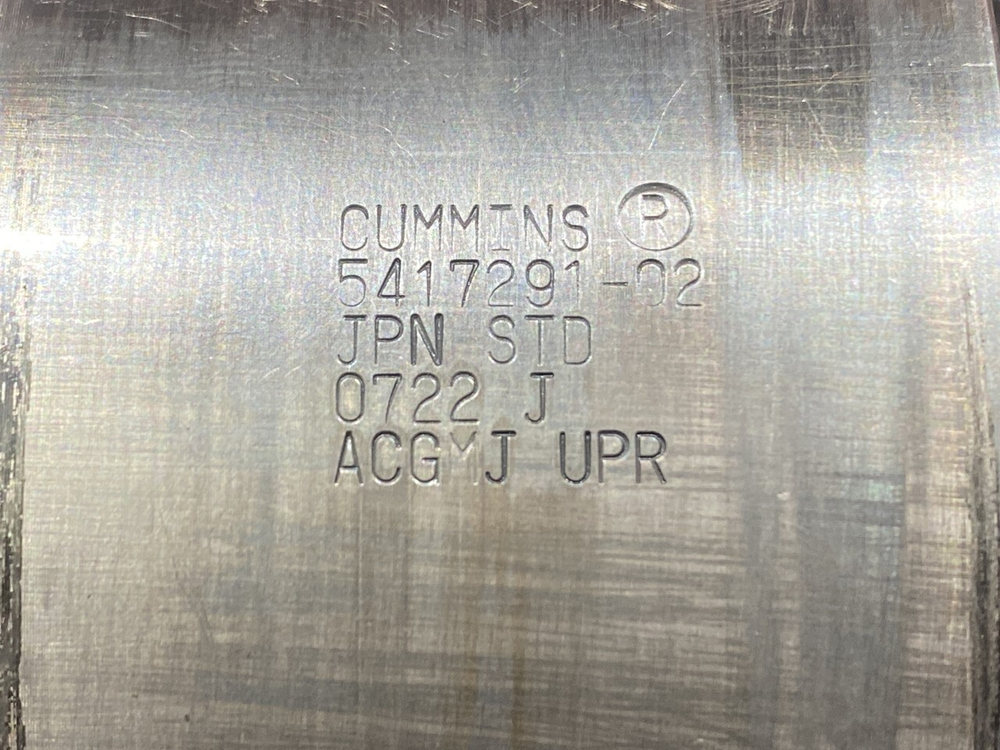 CUMMINS ®
5417291-02
JPN STD
0722 J
ACGMJ UPR